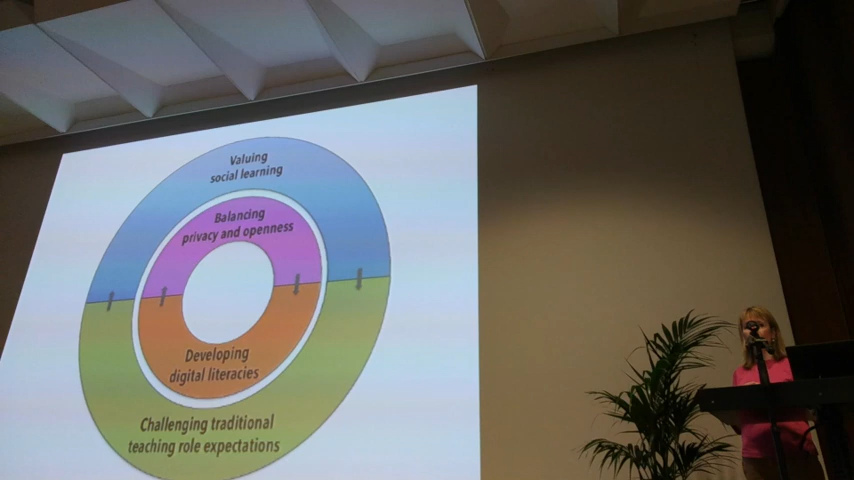 Valuing
social learning
Balancing
privacy and openness
Developing
digital literacies
Challenging traditional
teaching role expectations